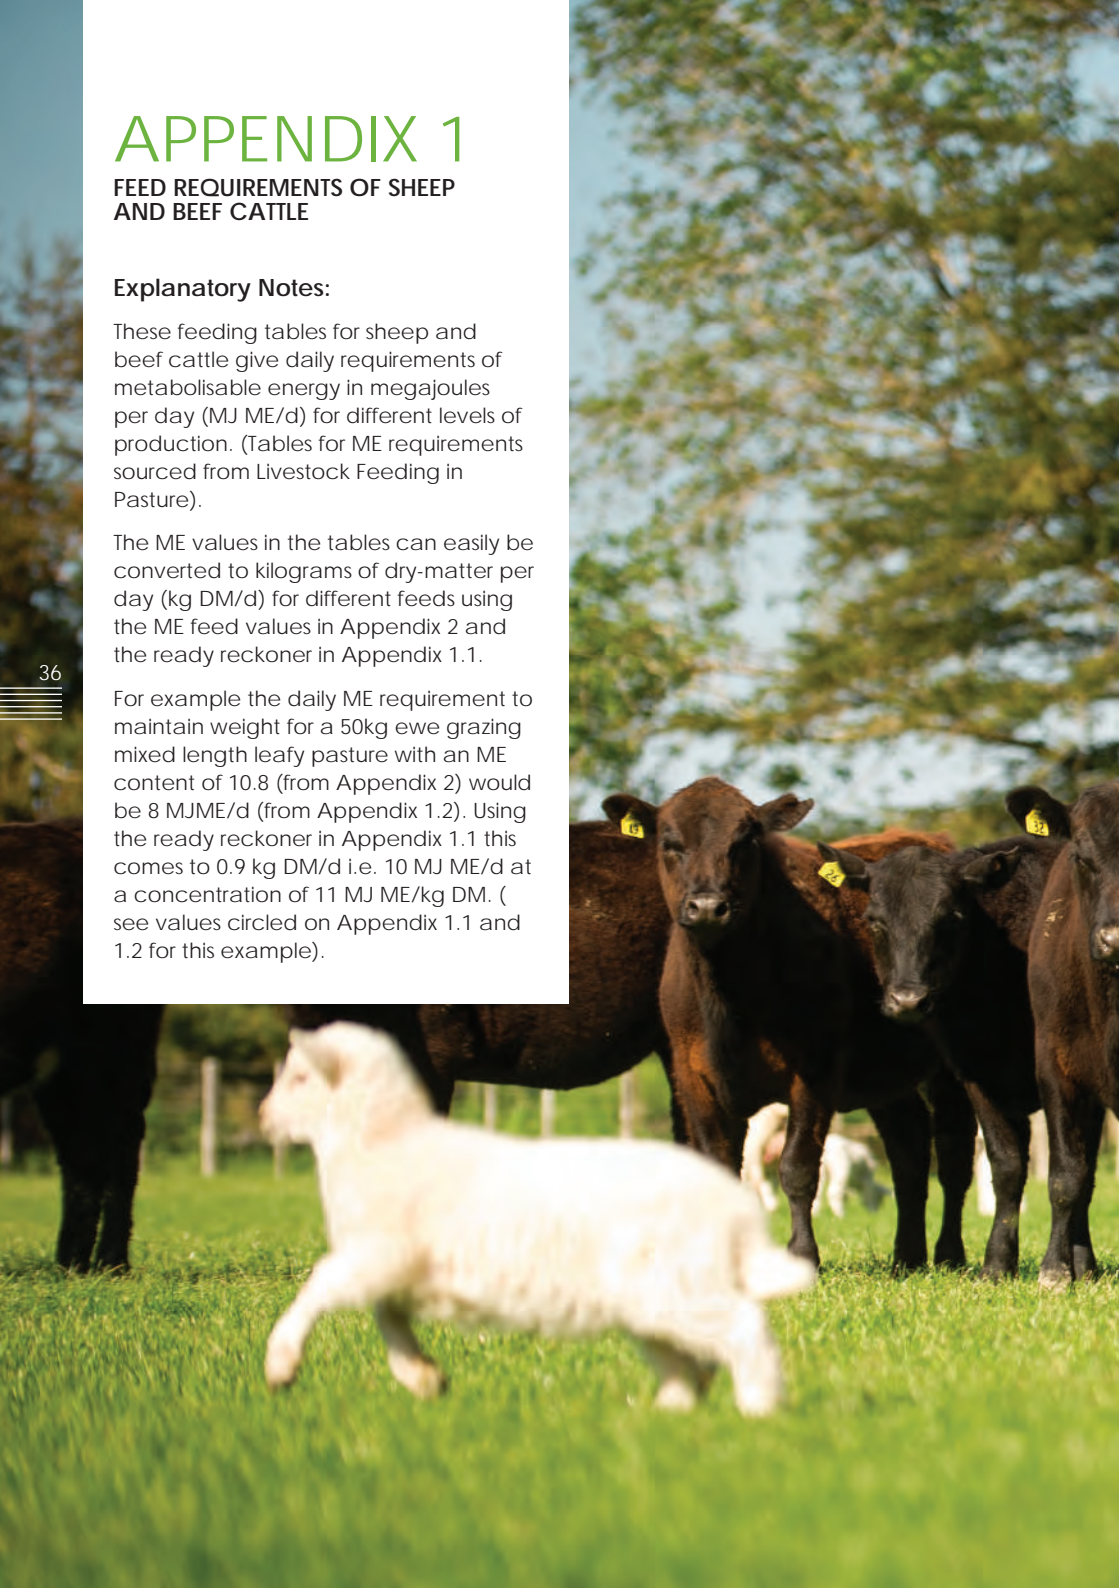 APPENDIX 1
FEED REQUIREMENTS OF SHEEP
AND BEEF CATTLE
Explanatory Notes:
These feeding tables for sheep and
beef cattle give daily requirements of
metabolisable energy in megajoules
per day (MJ ME/d) for different levels of
production. (Tables for ME requirements
sourced from Livestock Feeding in
Pasture).
The ME values in the tables can easily be
converted to kilograms of dry-matter per
day (kg DM/d) for different feeds using
the ME feed values in Appendix 2 and
the ready reckoner in Appendix 1.1.
36
For example the daily ME requirement to
maintain weight for a 50kg ewe grazing
mixed length leafy pasture with an ME
content of 10.8 (from Appendix 2) would
be 8 MJME/d (from Appendix 1.2). Using
the ready reckoner in Appendix 1.1 this
comes to 0.9 kg DM/d i.e. 10 MJ ME/d at
a concentration of 11 MJ ME/kg DM. (
see values circled on Appendix 1.1 and
1.2 for this example).
19
26
32